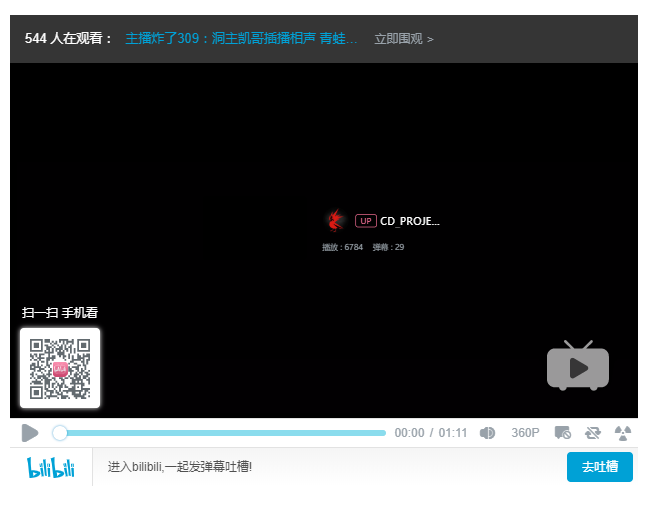 544 人在观看： 主播炸了309：洞主凯哥插播相声 青蛙... 立即围观 >
UP CD_PROJE...
播放 : 6784 弹幕 : 29
扫一扫 手机看
00:00 / 01:11 360P
bilibili 进入bilibili,一起发弹幕吐槽! 去吐槽